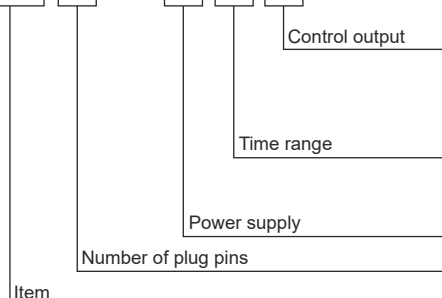 Control output
Time range
Power supply
Number of plug pins
Item